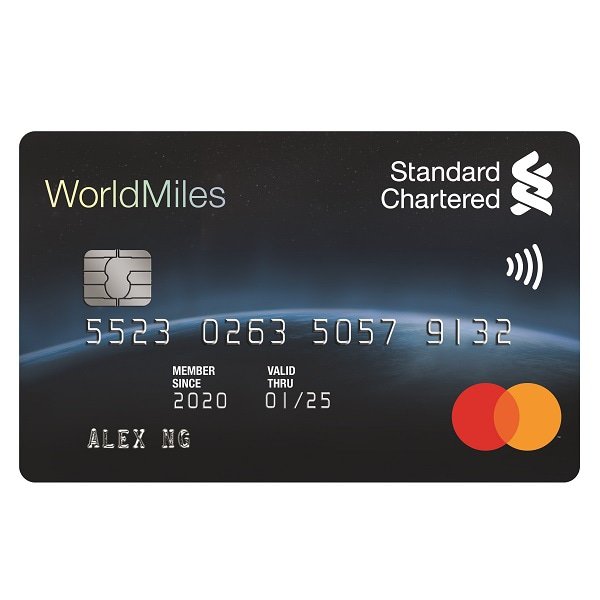 WorldMiles
Standard
Chartered
5523 0263 5057 9132
MEMBER SINCE 2020
VALID THRU 01/25
ALEX NG